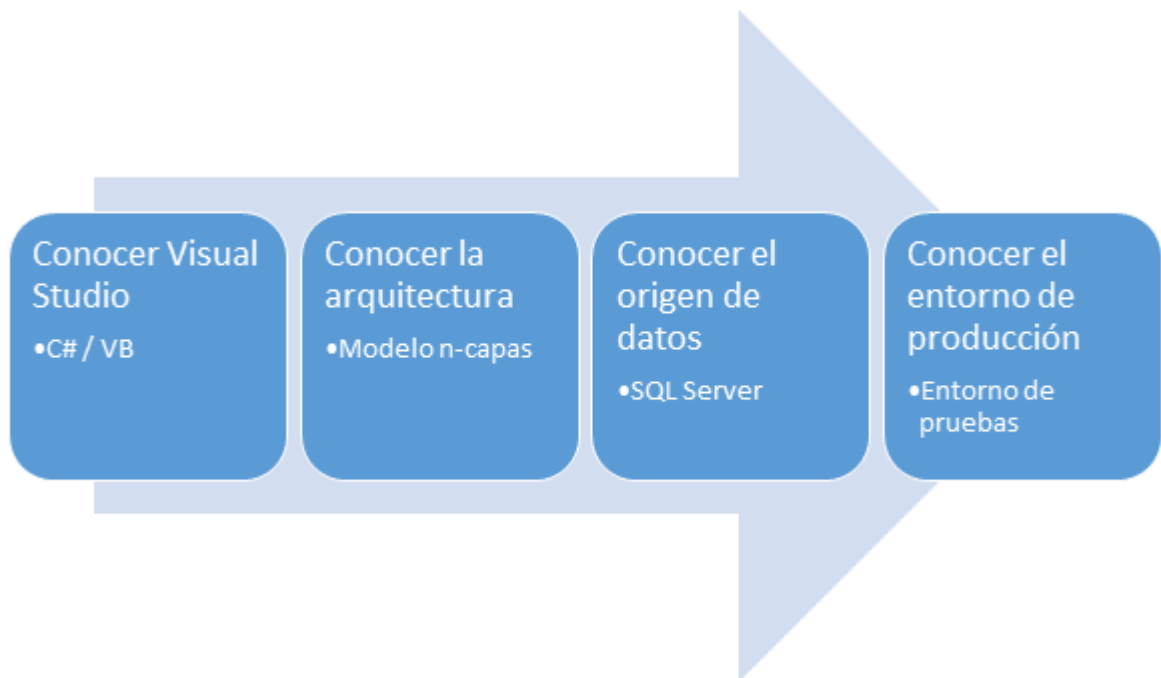 Conocer Visual
Studio
•C# / VB
Conocer la
arquitectura
•Modelo n-capas
Conocer el
origen de
datos
•SQL Server
Conocer el
entorno de
producción
•Entorno de
pruebas